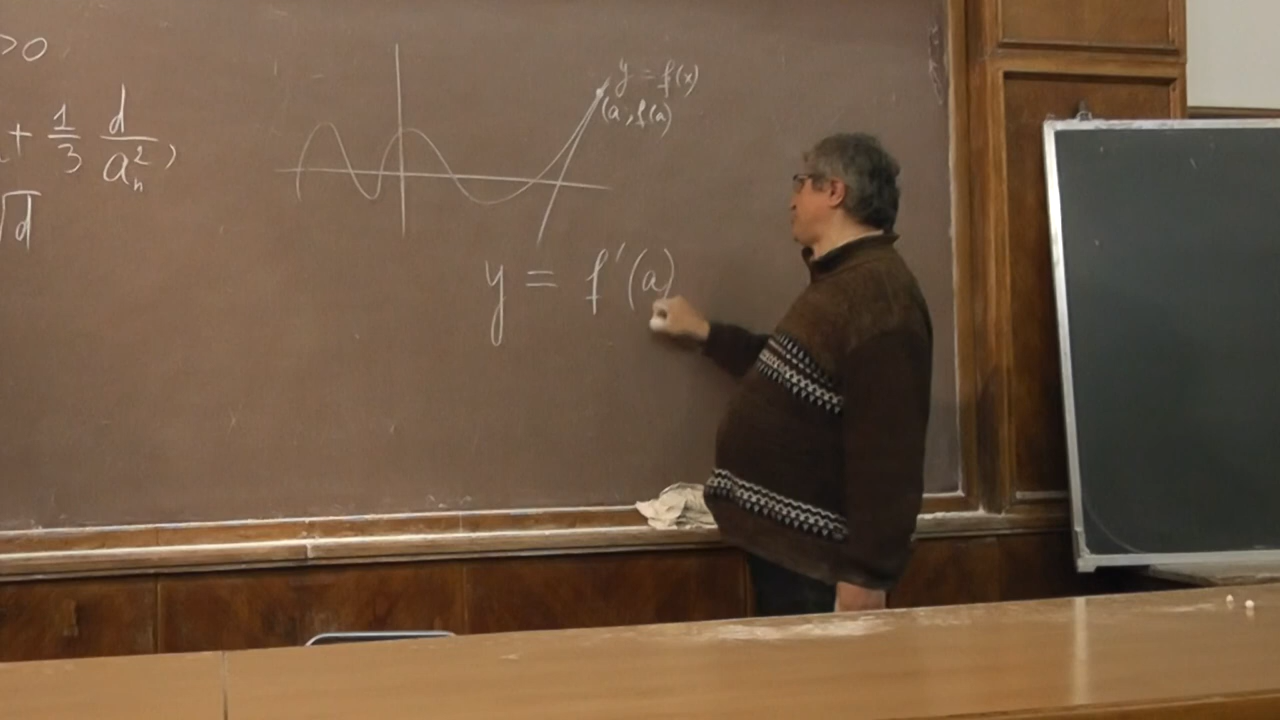 >0
+ 1/3 d/a_n^2)
√d
y = f(x)
(a, f(a))
y = f'(a)